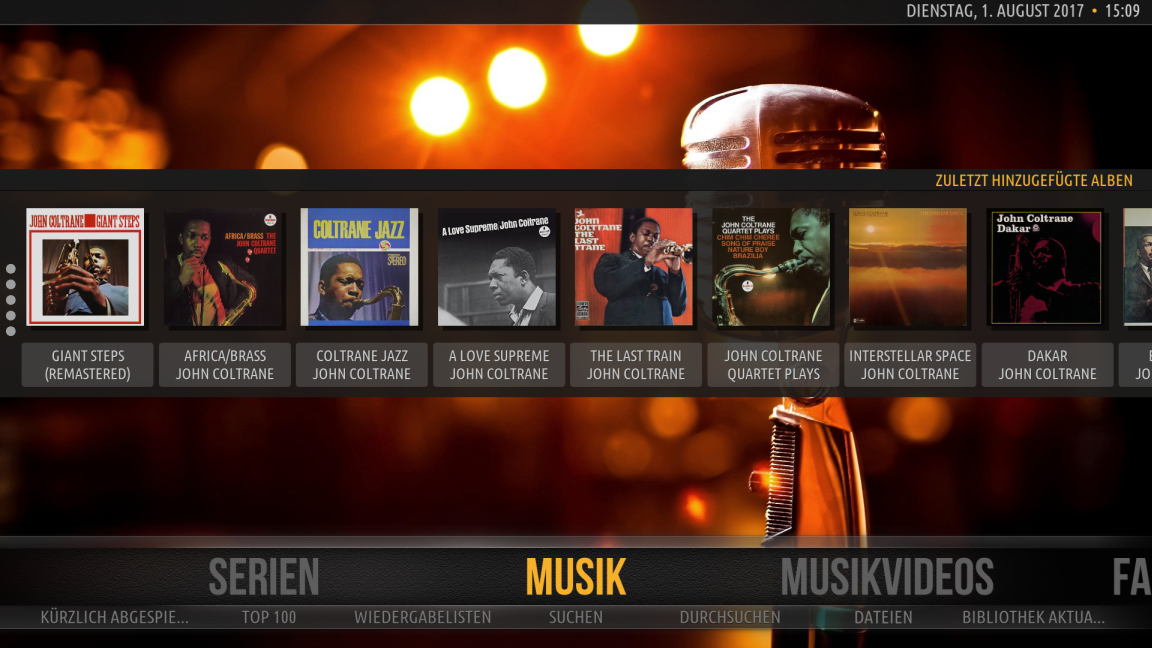 DIENSTAG, 1. AUGUST 2017 • 15:09
ZULETZT HINZUGEFÜGTE ALBEN
JOHN COLTRANE GIANT STEPS
AFRICA/BRASS THE
JOHN COLTRANE
QUARTET
COLTRANE JAZZ
STEREO
A Love Supreme/John Coltrane
JOHN
COLTRANE
THE
LAST
TRANE
THE
JOHN COLTRANE
QUARTET PLAYS
CHIM CHIM CHEREE
SONG OF PRAISE
NATURE BOY
BRAZILIA
John Coltrane
Dakar
GIANT STEPS
(REMASTERED)
AFRICA/BRASS
JOHN COLTRANE
COLTRANE JAZZ
JOHN COLTRANE
A LOVE SUPREME
JOHN COLTRANE
THE LAST TRAIN
JOHN COLTRANE
JOHN COLTRANE
QUARTET PLAYS
INTERSTELLAR SPACE
JOHN COLTRANE
DAKAR
JOHN COLTRANE
JO
SERIEN MUSIK MUSIKVIDEOS FA
KÜRZLICH ABGESPIE... TOP 100 WIEDERGABELISTEN SUCHEN DURCHSUCHEN DATEIEN BIBLIOTHEK AKTUA...